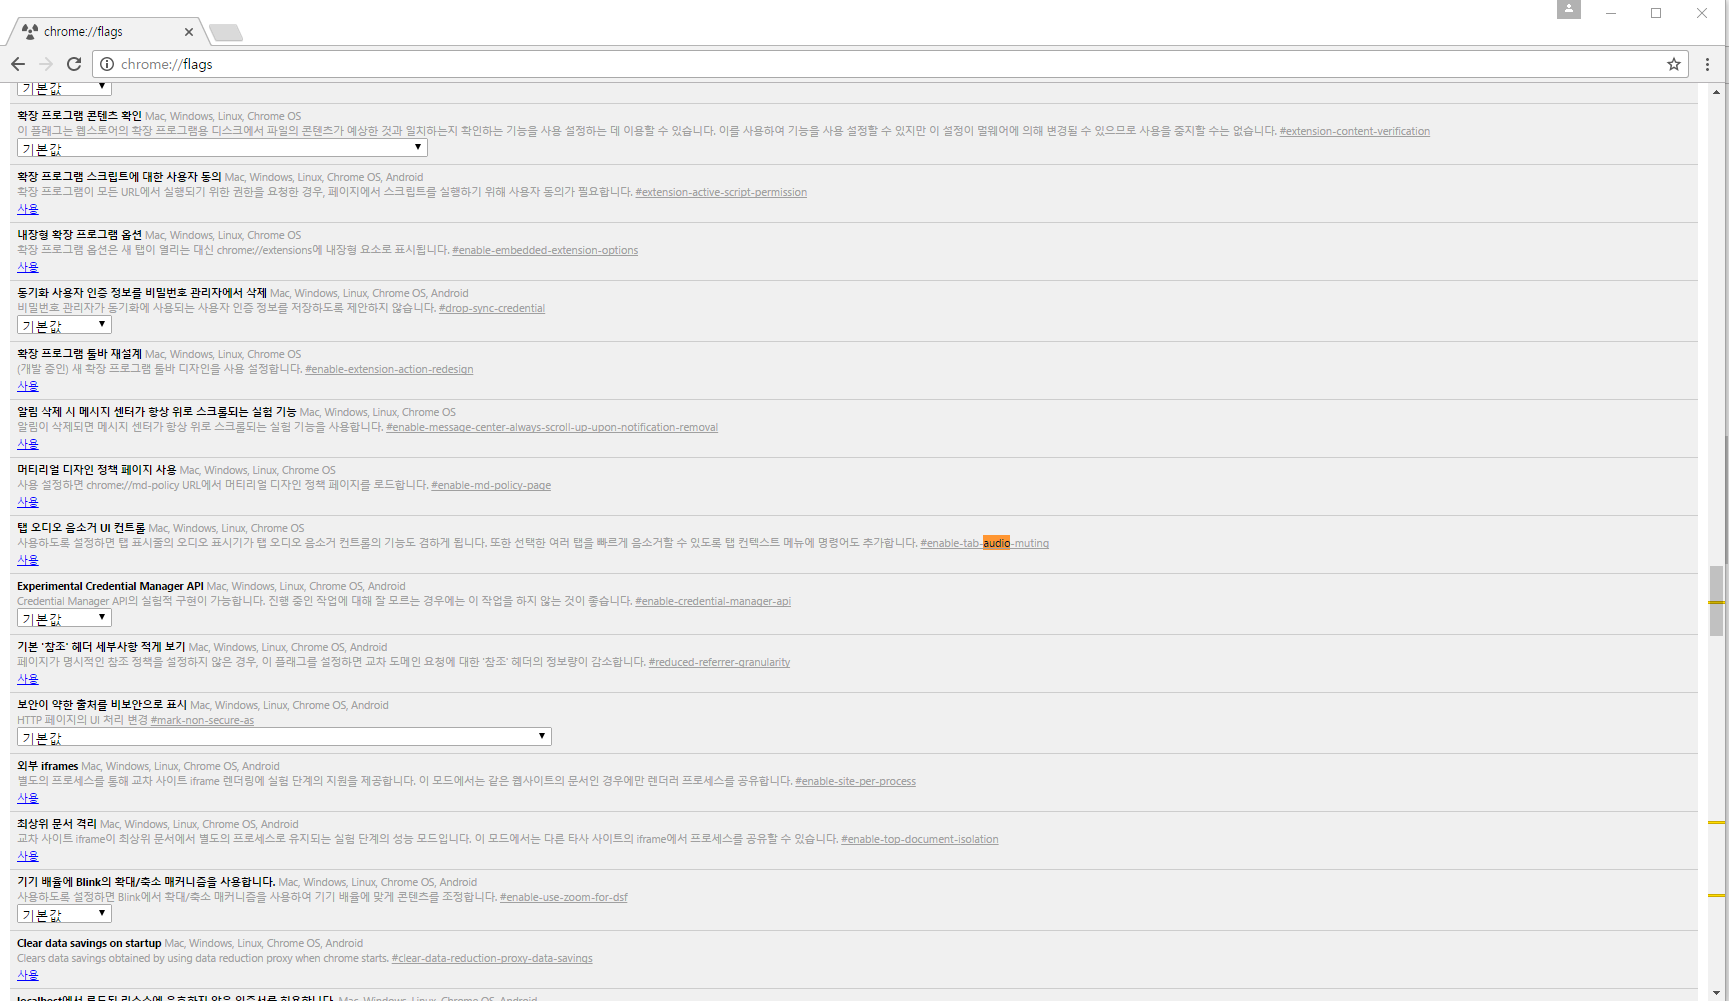 chrome://flags
chrome://flags
기본값
확장 프로그램 콘텐츠 확인 Mac, Windows, Linux, Chrome OS
이 플래그는 웹스토어의 확장 프로그램용 디스크에서 파일의 콘텐츠가 예상한 것과 일치하는지 확인하는 기능을 사용 설정하는 데 이용할 수 있습니다. 이를 사용하여 기능을 사용 설정할 수 있지만 이 설정이 멀웨어에 의해 변경될 수 있으므로 사용을 중지할 수는 없습니다. #extension-content-verification
기본값
확장 프로그램 스크립트에 대한 사용자 동의 Mac, Windows, Linux, Chrome OS, Android
확장 프로그램이 모든 URL에서 실행되기 위한 권한을 요청한 경우, 페이지에서 스크립트를 실행하기 위해 사용자 동의가 필요합니다. #extension-active-script-permission
사용
내장형 확장 프로그램 옵션 Mac, Windows, Linux, Chrome OS
확장 프로그램 옵션은 새 탭이 열리는 대신 chrome://extensions에 내장형 요소로 표시됩니다. #enable-embedded-extension-options
사용
동기화 사용자 인증 정보를 비밀번호 관리자에서 삭제 Mac, Windows, Linux, Chrome OS, Android
비밀번호 관리자가 동기화에 사용되는 사용자 인증 정보를 저장하도록 제안하지 않습니다. #drop-sync-credential
기본값
확장 프로그램 툴바 재설계 Mac, Windows, Linux, Chrome OS
(개발 중인) 새 확장 프로그램 툴바 디자인을 사용 설정합니다. #enable-extension-action-redesign
사용
알림 삭제 시 메시지 센터가 항상 위로 스크롤되는 실험 기능 Mac, Windows, Linux, Chrome OS
알림이 삭제되면 메시지 센터가 항상 위로 스크롤되는 실험 기능을 사용합니다. #enable-message-center-always-scroll-up-upon-notification-removal
사용
머티리얼 디자인 정책 페이지 사용 Mac, Windows, Linux, Chrome OS
사용 설정하면 chrome://md-policy URL에서 머티리얼 디자인 정책 페이지를 로드합니다. #enable-md-policy-page
사용
탭 오디오 음소거 UI 컨트롤 Mac, Windows, Linux, Chrome OS
사용하도록 설정하면 탭 표시줄의 오디오 표시기가 탭 오디오 음소거 컨트롤의 기능도 겸하게 됩니다. 또한 선택한 여러 탭을 빠르게 음소거할 수 있도록 탭 컨텍스트 메뉴에 명령어도 추가합니다. #enable-tab-audio-muting
사용
Experimental Credential Manager API Mac, Windows, Linux, Chrome OS, Android
Credential Manager API의 실험적 구현이 가능합니다. 진행 중인 작업에 대해 잘 모르는 경우에는 이 작업을 하지 않는 것이 좋습니다. #enable-credential-manager-api
기본값
기본 '참조' 헤더 세부사항 적게 보기 Mac, Windows, Linux, Chrome OS, Android
페이지가 명시적인 참조 정책을 설정하지 않은 경우, 이 플래그를 설정하면 교차 도메인 요청에 대한 '참조' 헤더의 정보량이 감소합니다. #reduced-referrer-granularity
사용
보안이 약한 출처를 비보안으로 표시 Mac, Windows, Linux, Chrome OS, Android
HTTP 페이지의 UI 처리 변경 #mark-non-secure-as
기본값
외부 iframes Mac, Windows, Linux, Chrome OS, Android
별도의 프로세스를 통해 교차 사이트 iframe 렌더링에 실험 단계의 지원을 제공합니다. 이 모드에서는 같은 웹사이트의 문서인 경우에만 렌더러 프로세스를 공유합니다. #enable-site-per-process
사용
최상위 문서 격리 Mac, Windows, Linux, Chrome OS, Android
교차 사이트 iframe이 최상위 문서에서 별도의 프로세스로 유지되는 실험 단계의 성능 모드입니다. 이 모드에서는 다른 타사 사이트의 iframe에서 프로세스를 공유할 수 있습니다. #enable-top-document-isolation
사용
기기 배율에 Blink의 확대/축소 매커니즘을 사용합니다. Mac, Windows, Linux, Chrome OS, Android
사용하도록 설정하면 Blink에서 확대/축소 매커니즘을 사용하여 기기 배율에 맞게 콘텐츠를 조정합니다. #enable-use-zoom-for-dsf
기본값
Clear data savings on startup Mac, Windows, Linux, Chrome OS, Android
Clears data savings obtained by using data reduction proxy when chrome starts. #clear-data-reduction-proxy-data-savings
사용
localhost에서 로드된 리소스에 유효하지 않은 인증서를 허용합니다. Mac, Windows, Linux, Chrome OS, Android